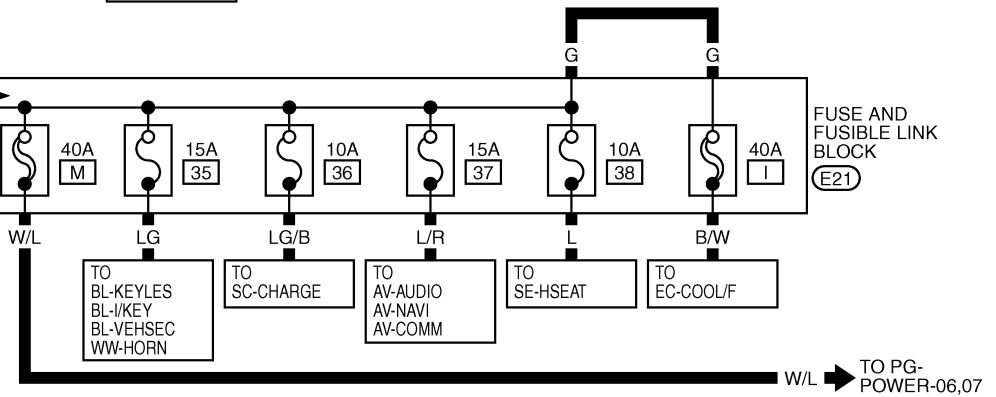 G G
FUSE AND
FUSIBLE LINK
BLOCK
E21
40A 15A 10A 15A 10A 40A
M 35 36 37 38 I
W/L LG LG/B L/R L B/W
TO
BL-KEYLES
BL-I/KEY
BL-VEHSEC
WW-HORN
TO
SC-CHARGE
TO
AV-AUDIO
AV-NAVI
AV-COMM
TO
SE-HSEAT
TO
EC-COOL/F
W/L
TO PG-
POWER-06,07